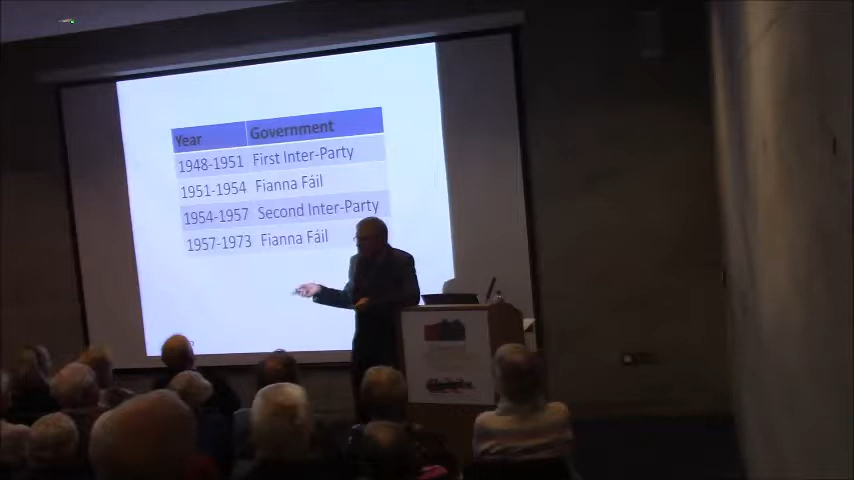 Year Government
1948-1951 First Inter-Party
1951-1954 Fianna Fáil
1954-1957 Second Inter-Party
1957-1973 Fianna Fáil